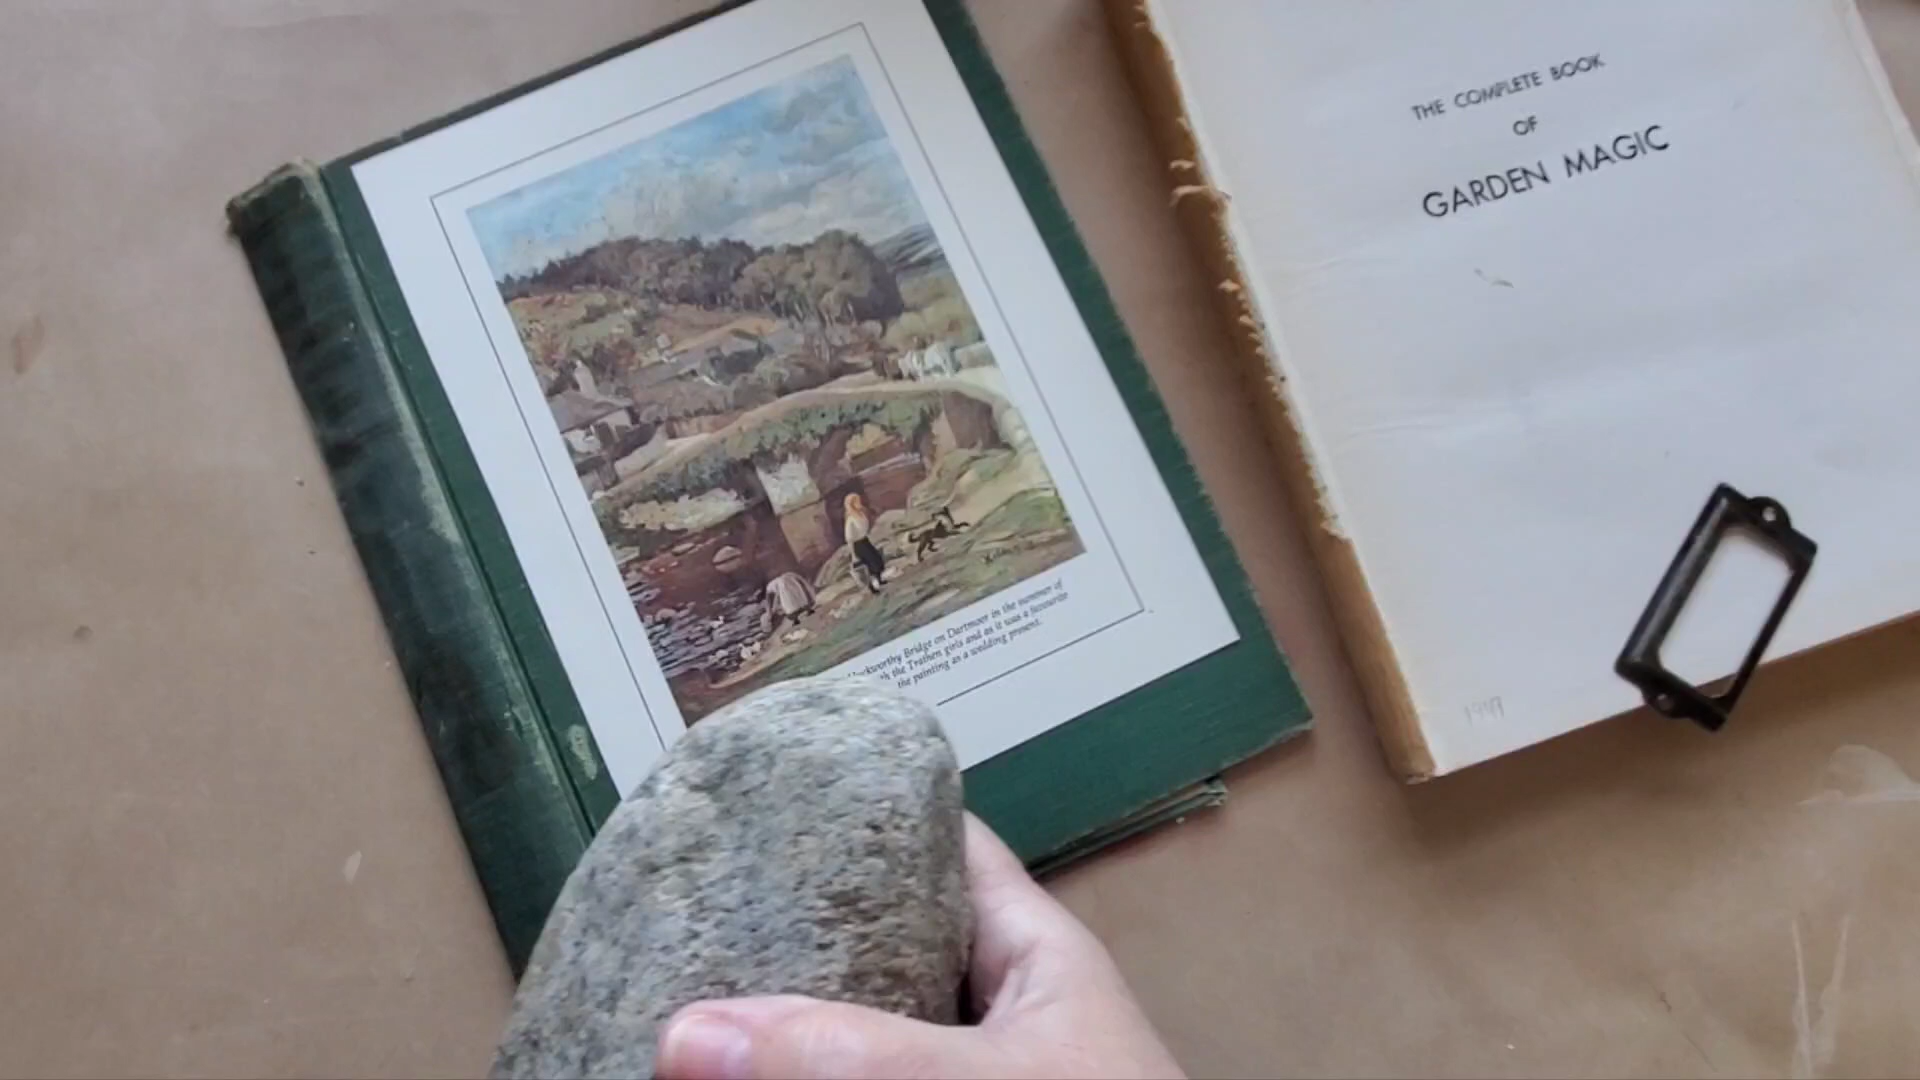 Huckworthy Bridge on Dartmoor in the summer of
the Trathen girls and as it was a favourite
the painting as a wedding present.
THE COMPLETE BOOK
OF
GARDEN MAGIC